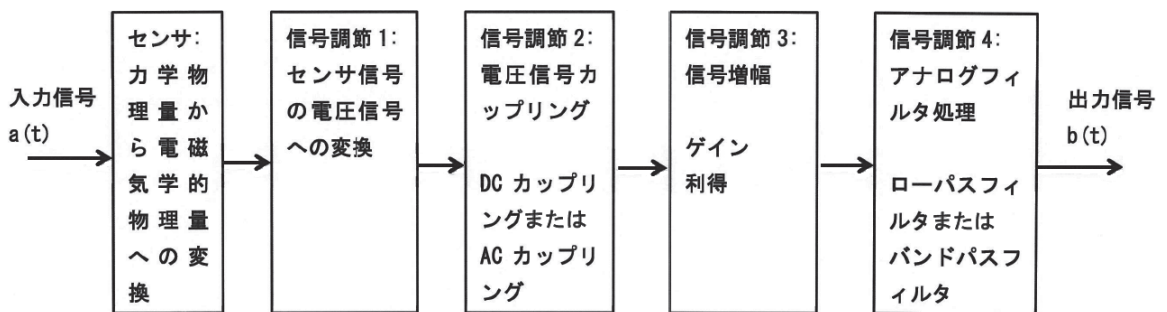 入力信号
a(t)
センサ:
力学物
理量か
ら電磁
気学的
物理量
への変
換
信号調節1:
センサ信号
の電圧信号
への変換
信号調節2:
電圧信号カ
ップリング
DCカップリ
ングまたは
ACカップリ
ング
信号調節3:
信号増幅
ゲイン
利得
信号調節4:
アナログフィ
ルタ処理
ローパスフィ
ルタまたは
バンドパスフ
ィルタ
出力信号
b(t)